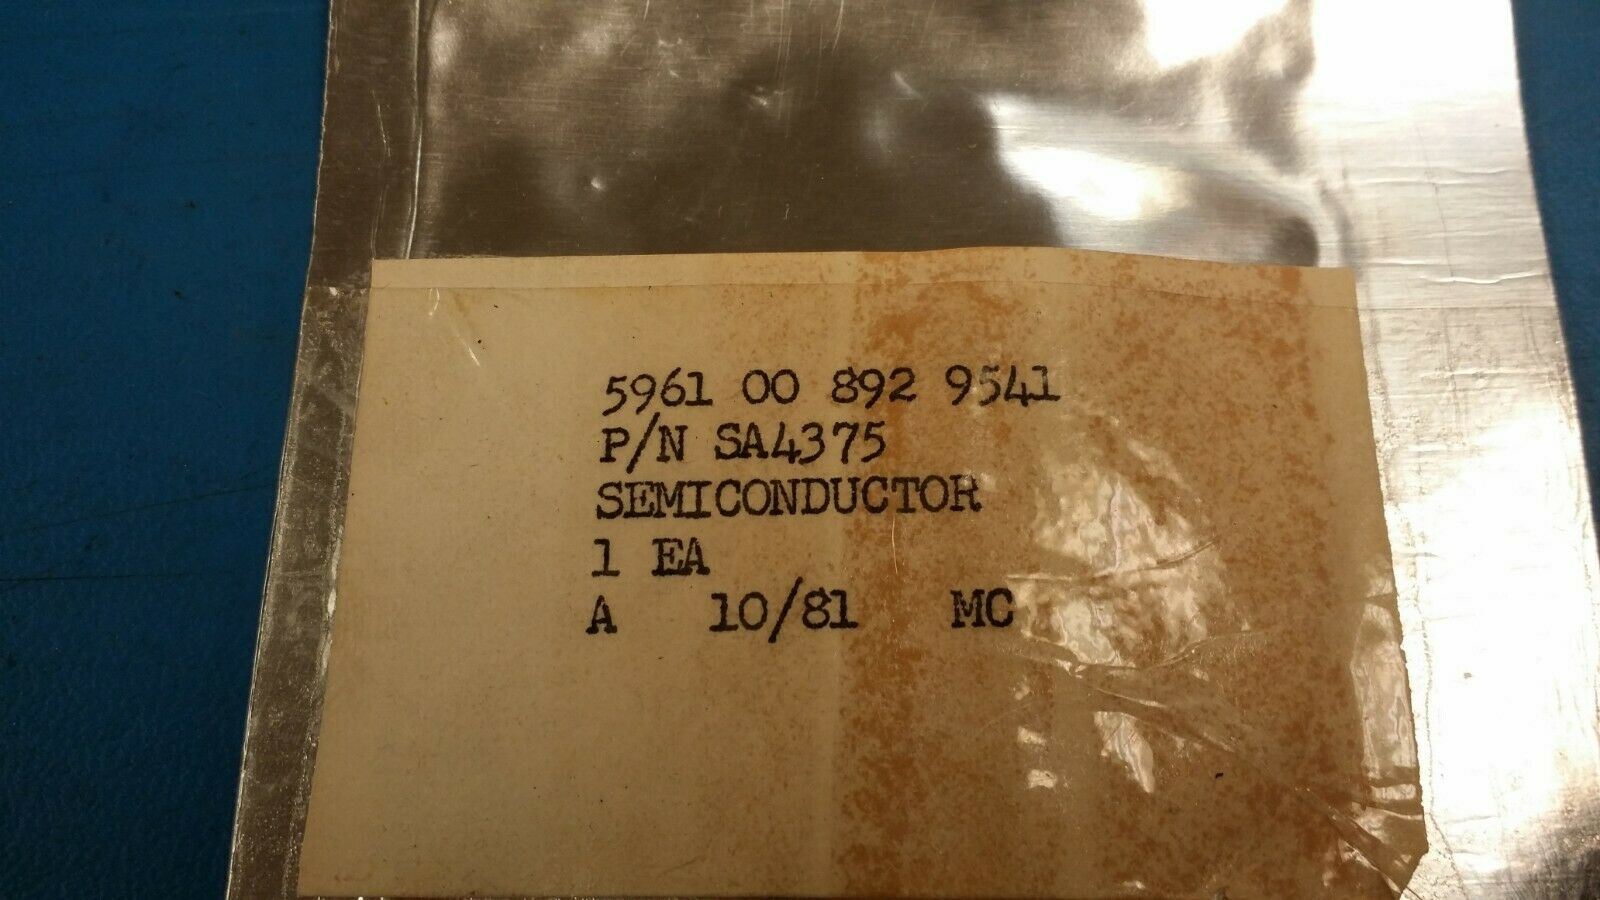 5961 00 892 9541
P/N SA4375
SEMICONDUCTOR
1 EA
A 10/81 MC